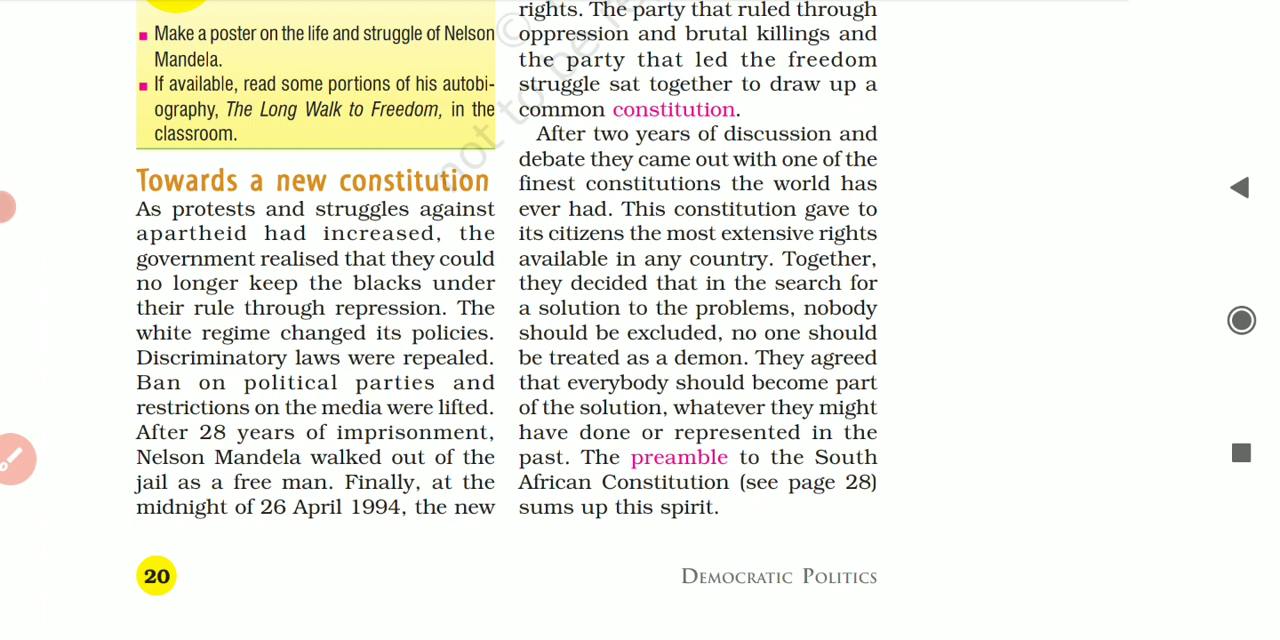 Make a poster on the life and struggle of Nelson
Mandela.
If available, read some portions of his autobi-
ography, The Long Walk to Freedom, in the
classroom.
Towards a new constitution
As protests and struggles against
apartheid had increased, the
government realised that they could
no longer keep the blacks under
their rule through repression. The
white regime changed its policies.
Discriminatory laws were repealed.
Ban on political parties and
restrictions on the media were lifted.
After 28 years of imprisonment,
Nelson Mandela walked out of the
jail as a free man. Finally, at the
midnight of 26 April 1994, the new
rights. The party that ruled through
oppression and brutal killings and
the party that led the freedom
struggle sat together to draw up a
common constitution.
After two years of discussion and
debate they came out with one of the
finest constitutions the world has
ever had. This constitution gave to
its citizens the most extensive rights
available in any country. Together,
they decided that in the search for
a solution to the problems, nobody
should be excluded, no one should
be treated as a demon. They agreed
that everybody should become part
of the solution, whatever they might
have done or represented in the
past. The preamble to the South
African Constitution (see page 28)
sums up this spirit.
20
Democratic Politics
© 
not to be